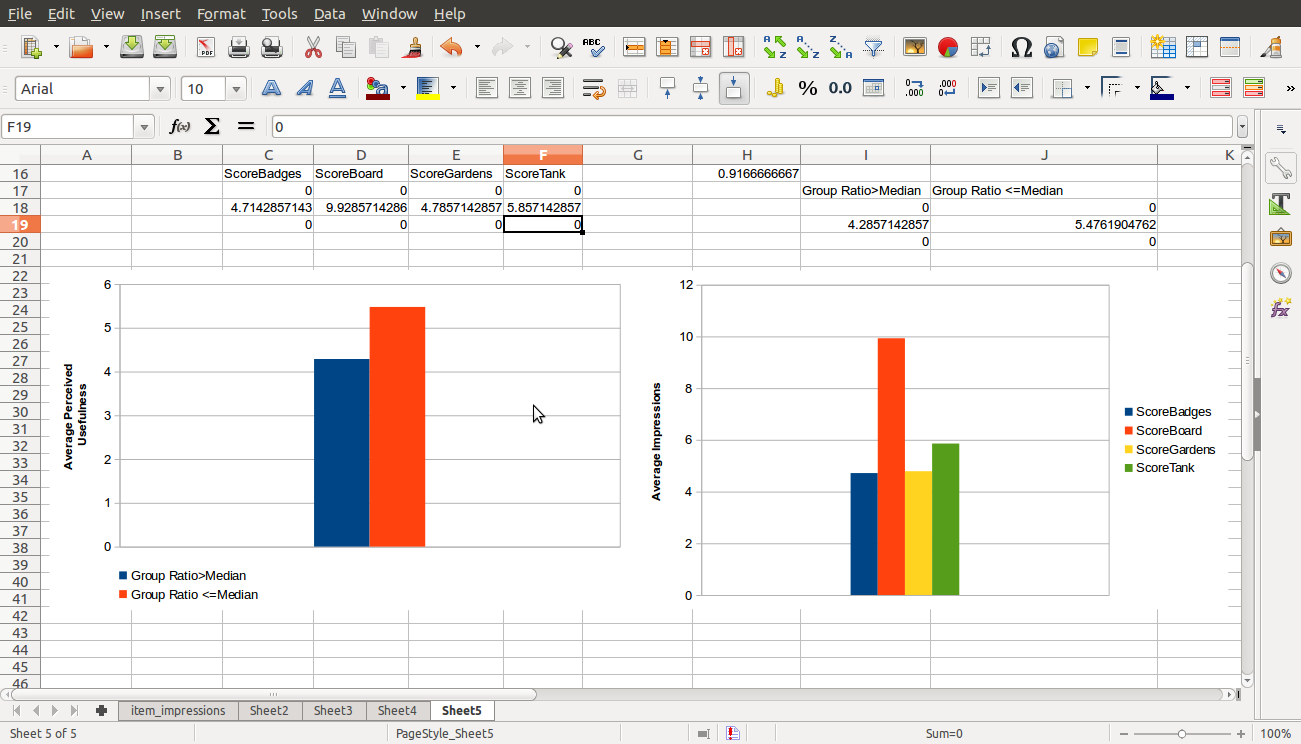 File Edit View Insert Format Tools Data Window Help
Arial 10
F19 0
A B C D E F G H I J K
16 ScoreBadges ScoreBoard ScoreGardens ScoreTank 0.9166666667
17 0 0 0 0 Group Ratio>Median Group Ratio <=Median
18 4.7142857143 9.9285714286 4.7857142857 5.857142857 0 0
19 0 0 0 0 4.2857142857 5.4761904762
20 0 0
21
22
23
24
25
26
27
28
29
30
31
32
33
34
35
36
37
38
39
40
41
42
43
44
45
46
6
5
4
3
2
1
0
Average Perceived
Usefulness
Group Ratio>Median
Group Ratio <=Median
12
10
8
6
4
2
0
Average Impressions
ScoreBadges
ScoreBoard
ScoreGardens
ScoreTank
item_impressions Sheet2 Sheet3 Sheet4 Sheet5
Sheet 5 of 5 PageStyle_Sheet5 Sum=0 100%